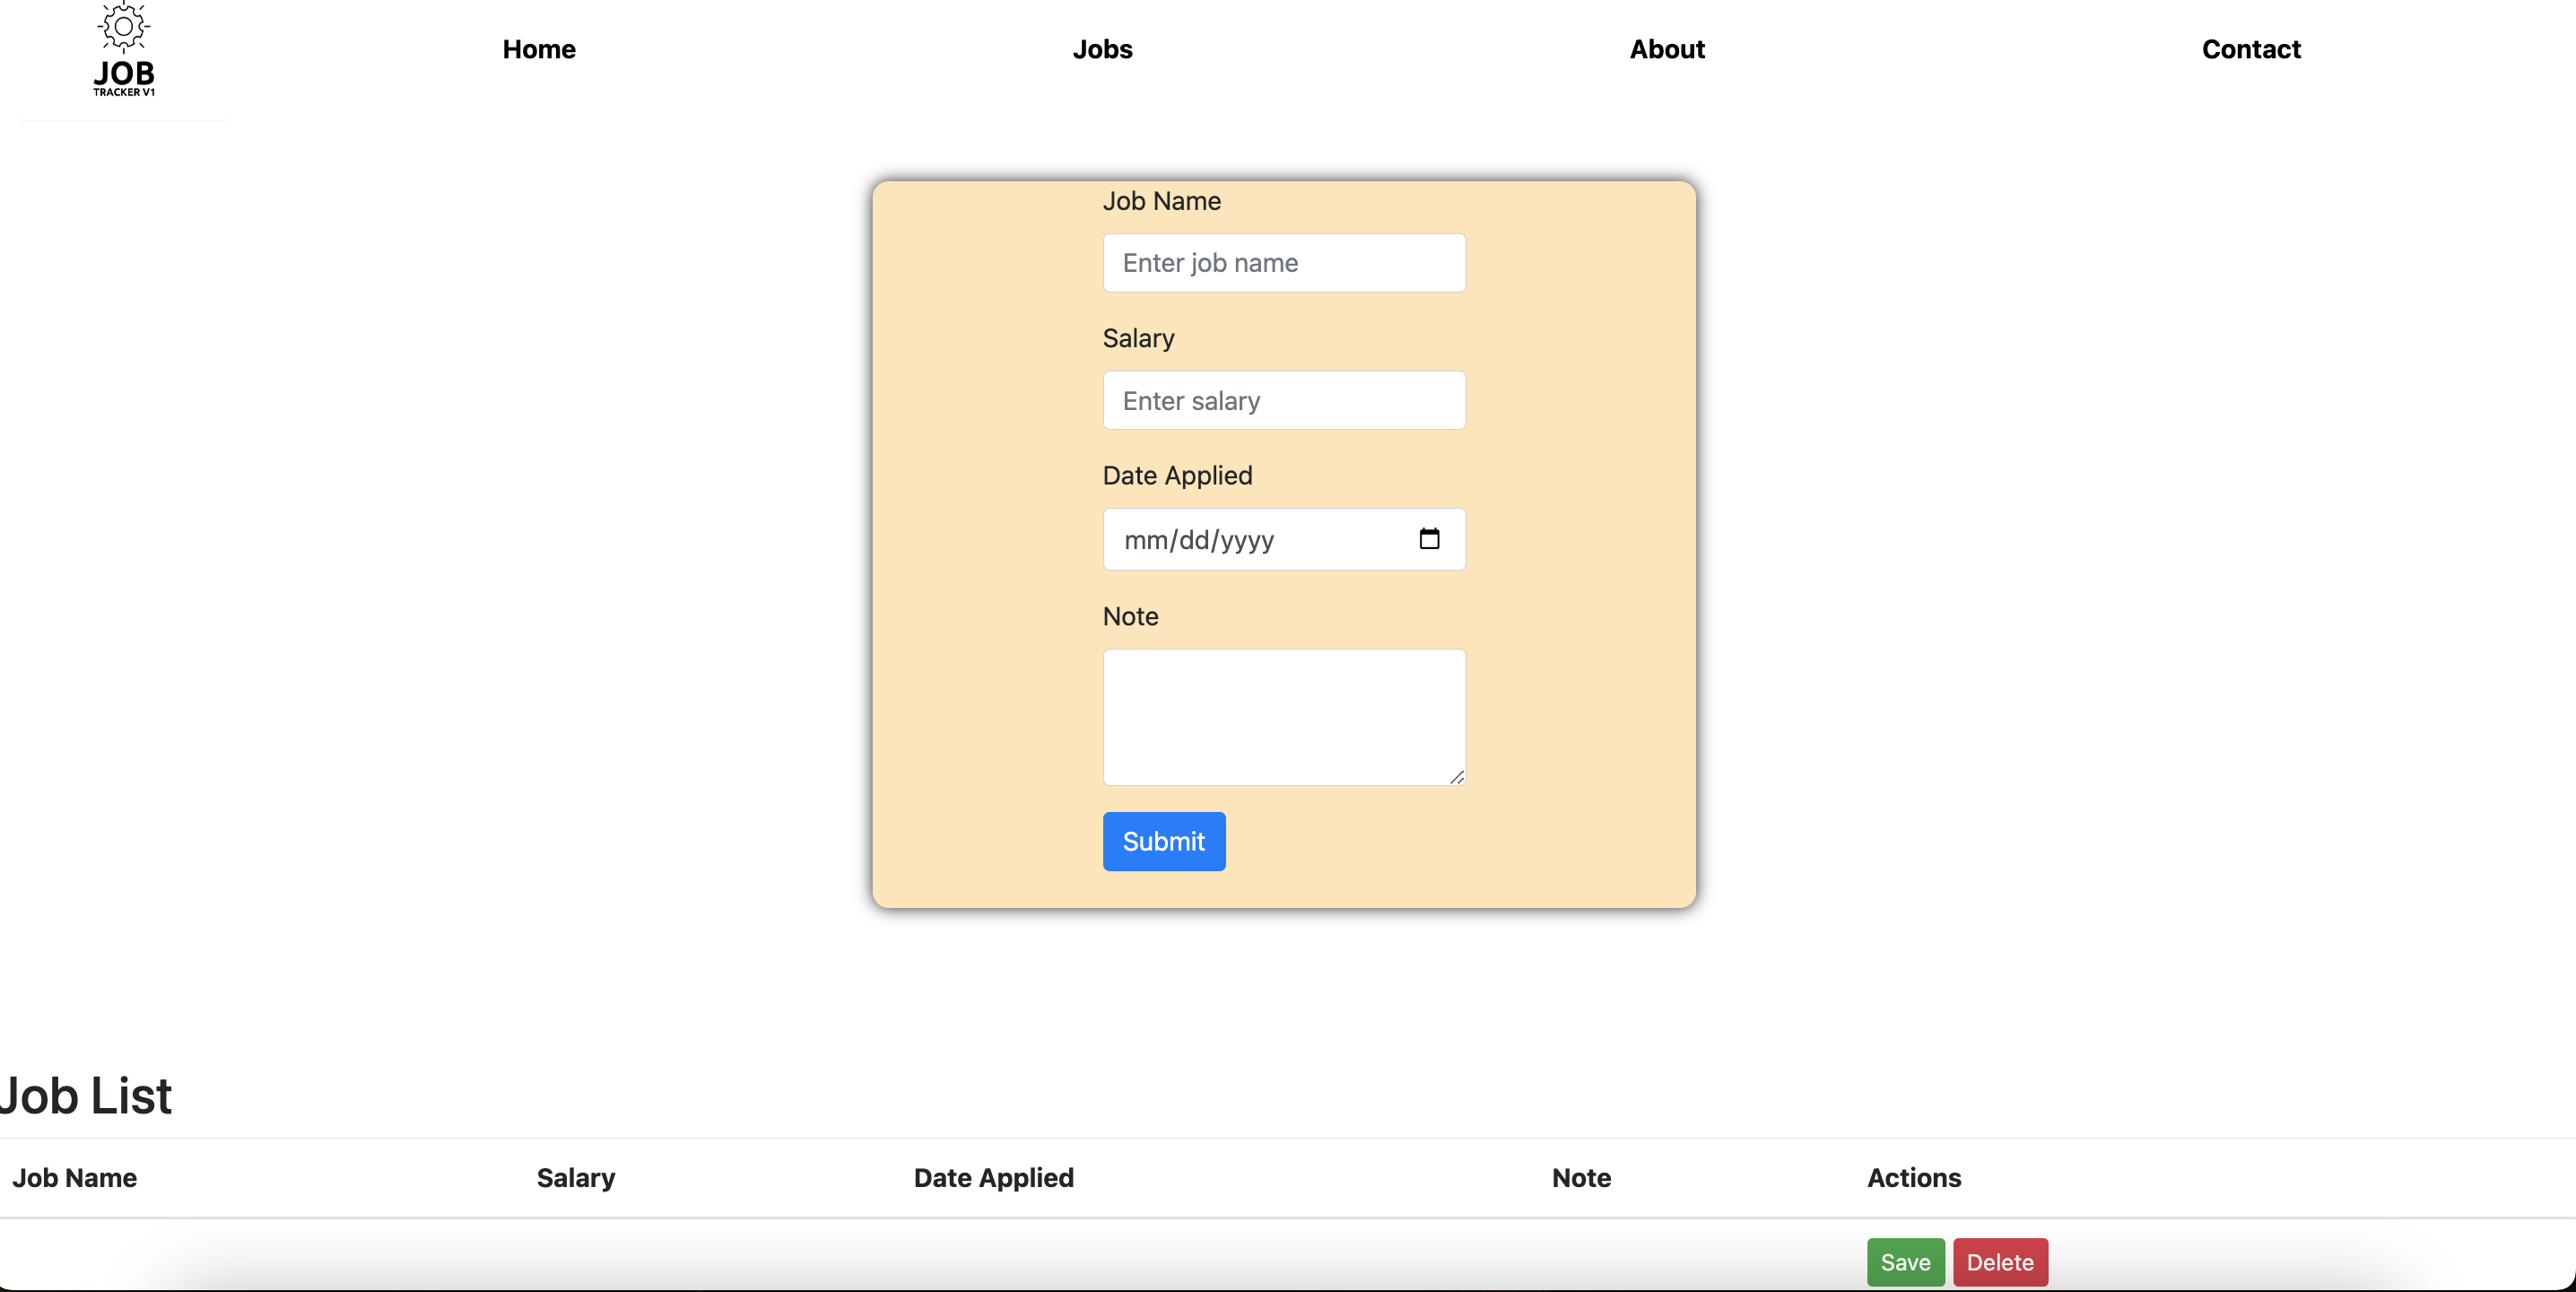 JOB
TRACKER V1
Home Jobs About Contact
Job Name
Enter job name
Salary
Enter salary
Date Applied
mm/dd/yyyy
Note
Submit
Job List
Job Name Salary Date Applied Note Actions
Save Delete